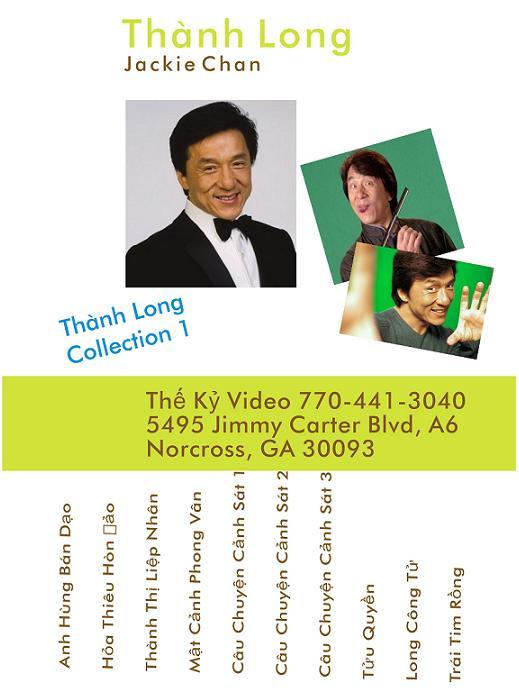 Thành Long
Jackie Chan
Thành Long
Collection 1
Thế Kỷ Video 770-441-3040
5495 Jimmy Carter Blvd, A6
Norcross, GA 30093
Anh Hùng Bán Dạo
Hỏa Thiêu Hòn ▯ảo
Thành Thị Liệp Nhân
Mật Cảnh Phong Vân
Câu Chuyện Cảnh Sát 1
Câu Chuyện Cảnh Sát 2
Câu Chuyện Cảnh Sát 3
Tửu Quyền
Long Công Tử
Trái Tim Rồng